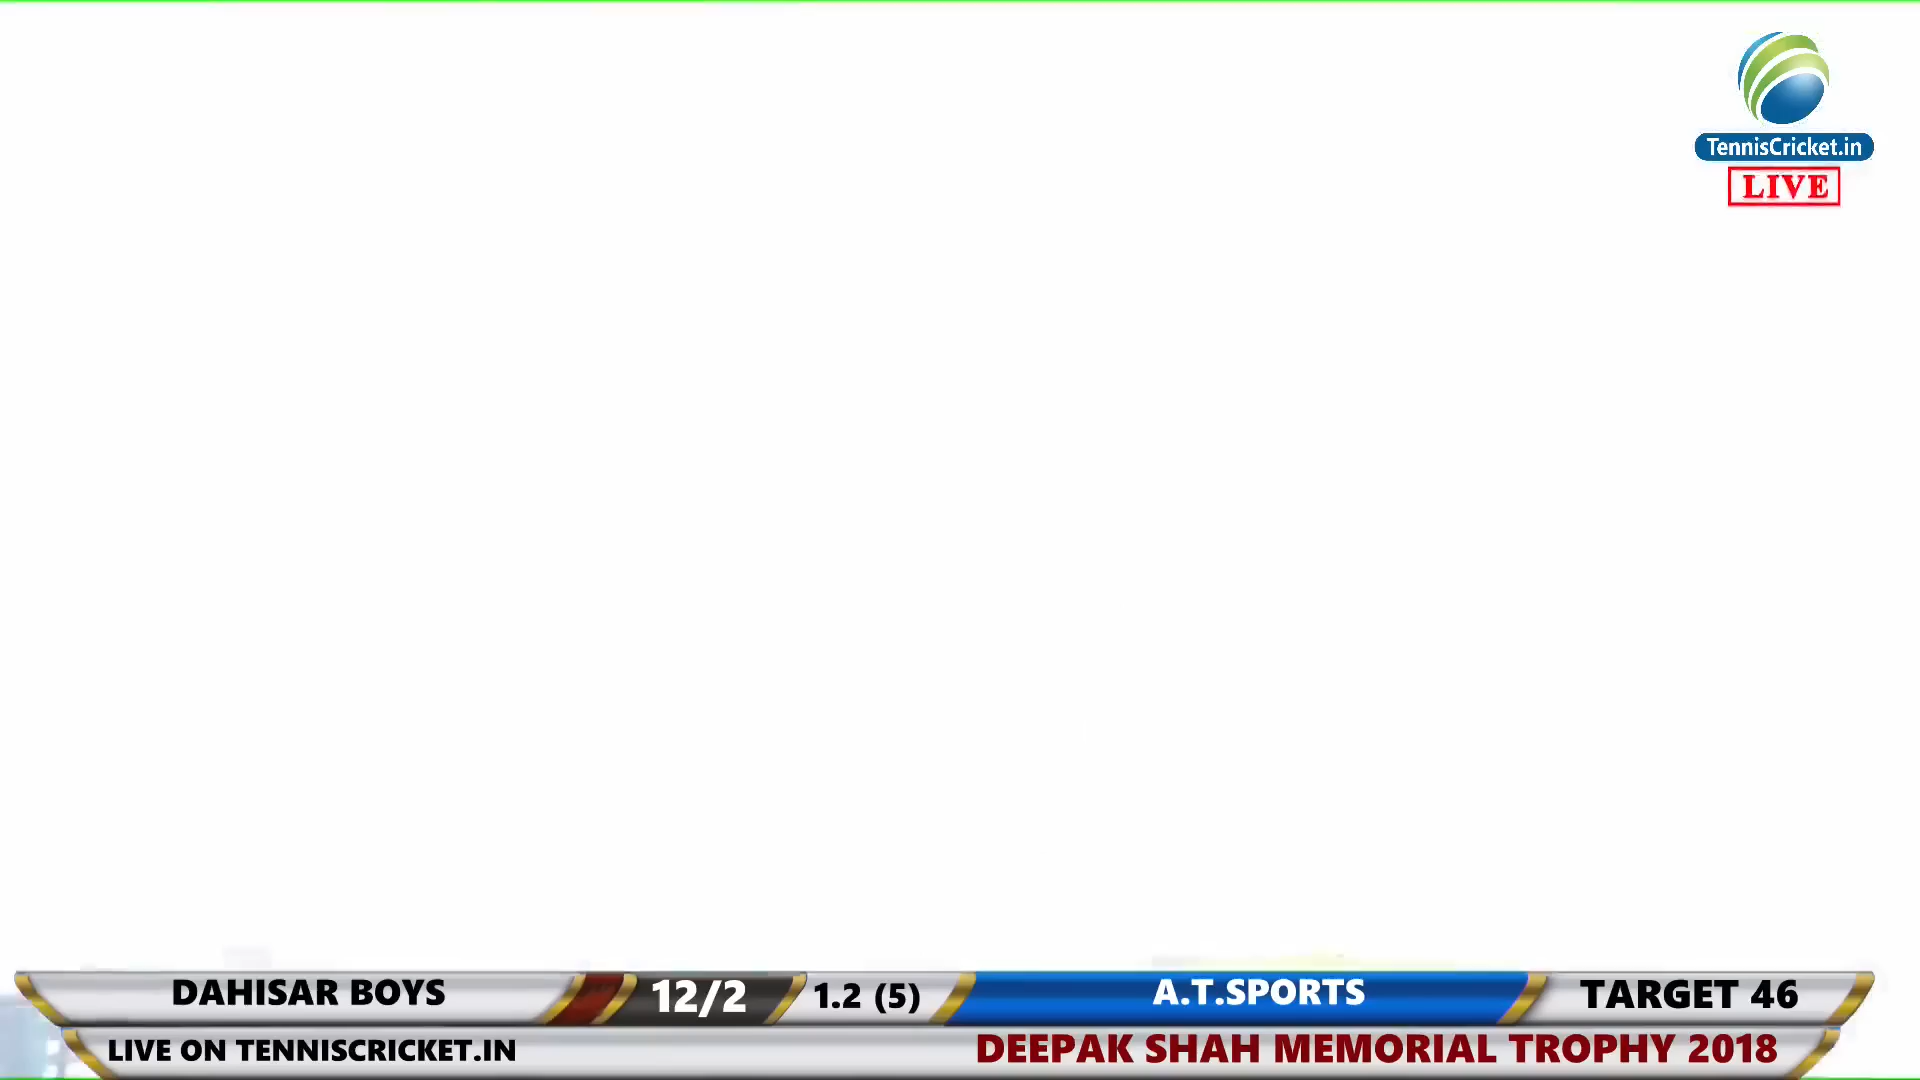 TennisCricket.in
LIVE
DAHISAR BOYS 12/2 1.2 (5) A.T.SPORTS TARGET 46
LIVE ON TENNISCRICKET.IN DEEPAK SHAH MEMORIAL TROPHY 2018